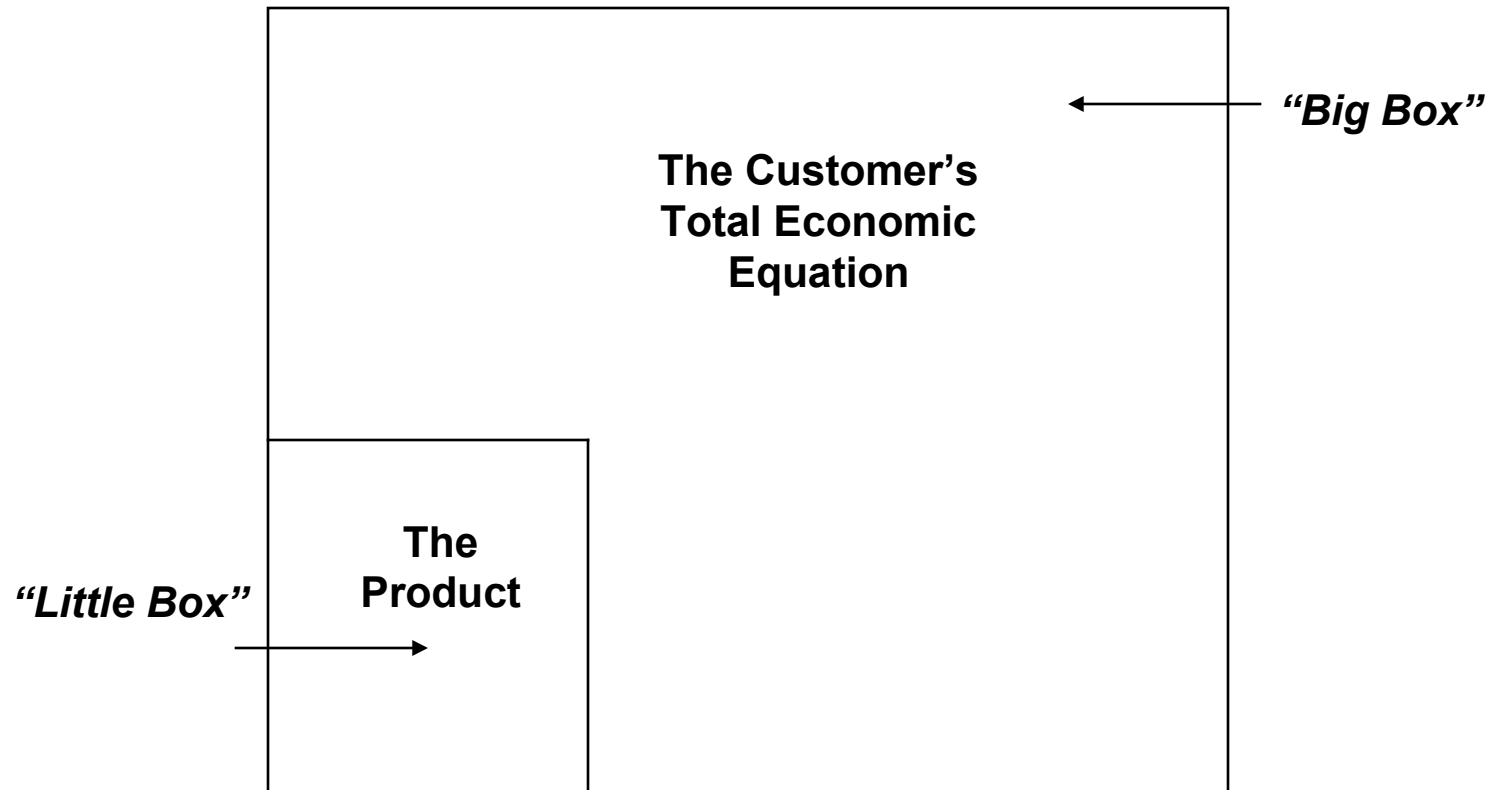 “Big Box”
The Customer’s
Total Economic
Equation
The
Product
“Little Box”